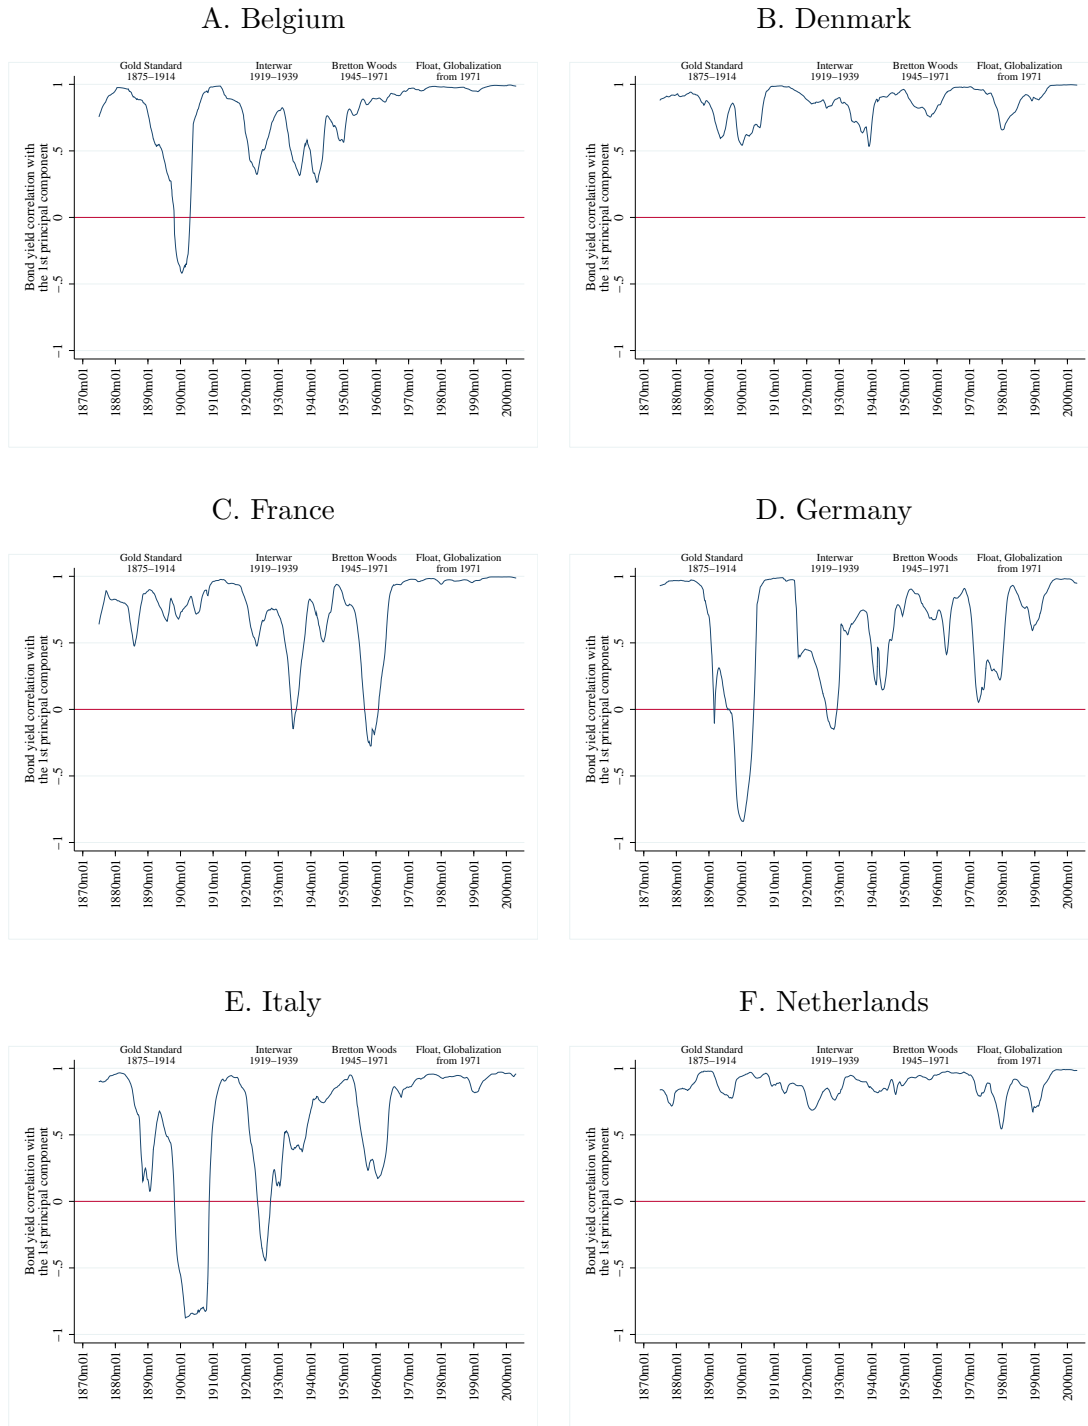 A. Belgium
Gold Standard
1875–1914
Interwar
1919–1939
Bretton Woods
1945–1971
Float, Globalization
from 1971
Bond yield correlation with
the 1st principal component
1
.5
0
–.5
–1
1870m01
1880m01
1890m01
1900m01
1910m01
1920m01
1930m01
1940m01
1950m01
1960m01
1970m01
1980m01
1990m01
2000m01
B. Denmark
Gold Standard
1875–1914
Interwar
1919–1939
Bretton Woods
1945–1971
Float, Globalization
from 1971
Bond yield correlation with
the 1st principal component
1
.5
0
–.5
–1
1870m01
1880m01
1890m01
1900m01
1910m01
1920m01
1930m01
1940m01
1950m01
1960m01
1970m01
1980m01
1990m01
2000m01
C. France
Gold Standard
1875–1914
Interwar
1919–1939
Bretton Woods
1945–1971
Float, Globalization
from 1971
Bond yield correlation with
the 1st principal component
1
.5
0
–.5
–1
1870m01
1880m01
1890m01
1900m01
1910m01
1920m01
1930m01
1940m01
1950m01
1960m01
1970m01
1980m01
1990m01
2000m01
D. Germany
Gold Standard
1875–1914
Interwar
1919–1939
Bretton Woods
1945–1971
Float, Globalization
from 1971
Bond yield correlation with
the 1st principal component
1
.5
0
–.5
–1
1870m01
1880m01
1890m01
1900m01
1910m01
1920m01
1930m01
1940m01
1950m01
1960m01
1970m01
1980m01
1990m01
2000m01
E. Italy
Gold Standard
1875–1914
Interwar
1919–1939
Bretton Woods
1945–1971
Float, Globalization
from 1971
Bond yield correlation with
the 1st principal component
1
.5
0
–.5
–1
1870m01
1880m01
1890m01
1900m01
1910m01
1920m01
1930m01
1940m01
1950m01
1960m01
1970m01
1980m01
1990m01
2000m01
F. Netherlands
Gold Standard
1875–1914
Interwar
1919–1939
Bretton Woods
1945–1971
Float, Globalization
from 1971
Bond yield correlation with
the 1st principal component
1
.5
0
–.5
–1
1870m01
1880m01
1890m01
1900m01
1910m01
1920m01
1930m01
1940m01
1950m01
1960m01
1970m01
1980m01
1990m01
2000m01